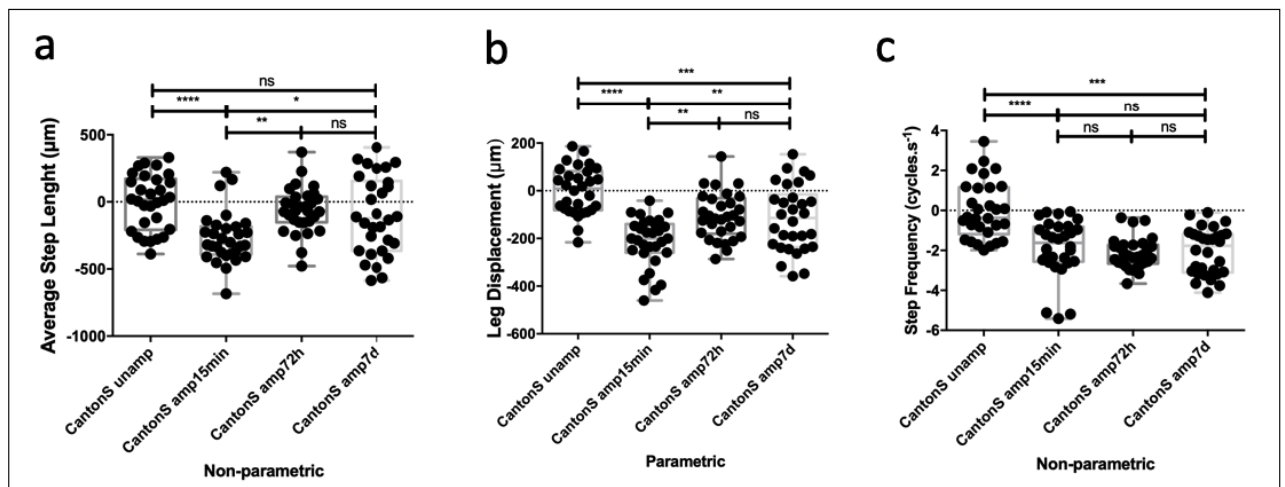 a
ns
****
*
**
ns
Average Step Lenght (µm)
500
0
-500
-1000
CantonS unamp
CantonS amp15min
CantonS amp72h
CantonS amp7d
Non-parametric
b
***
****
**
**
ns
Leg Displacement (µm)
200
0
-200
-400
-600
CantonS unamp
CantonS amp15min
CantonS amp72h
CantonS amp7d
Parametric
c
***
****
ns
ns
ns
Step Frequency (cycles.s-1)
4
2
0
-2
-4
-6
CantonS unamp
CantonS amp15min
CantonS amp72h
CantonS amp7d
Non-parametric